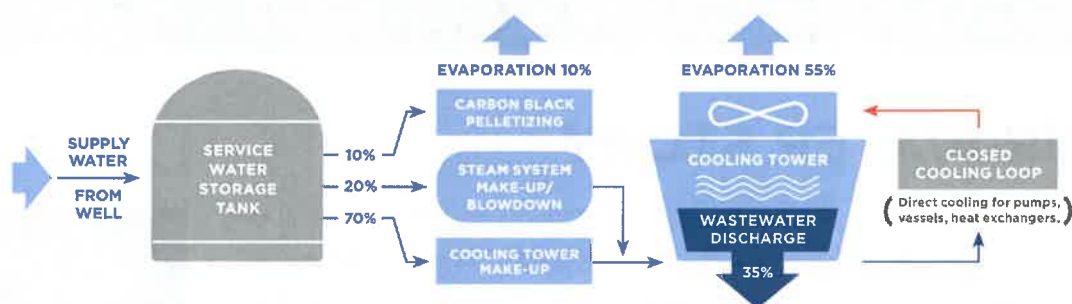 SUPPLY
WATER
FROM
WELL
SERVICE
WATER
STORAGE
TANK
10%
20%
70%
EVAPORATION 10%
CARBON BLACK
PELLETIZING
STEAM SYSTEM
MAKE-UP/
BLOWDOWN
COOLING TOWER
MAKE-UP
EVAPORATION 55%
COOLING TOWER
WASTEWATER
DISCHARGE
35%
CLOSED
COOLING LOOP
(Direct cooling for pumps,
vessels, heat exchangers.)